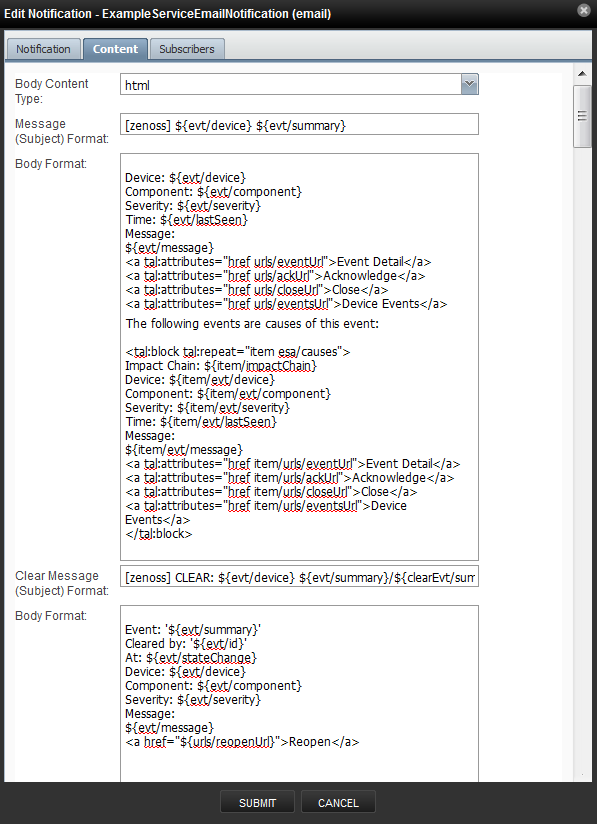 Edit Notification - ExampleServiceEmailNotification (email)
Notification
Content
Subscribers
Body Content
Type:
html
Message
(Subject) Format:
[zenoss] ${evt/device} ${evt/summary}
Body Format:
Device: ${evt/device}
Component: ${evt/component}
Severity: ${evt/severity}
Time: ${evt/lastSeen}
Message:
${evt/message}
<a tal:attributes="href urls/eventUrl">Event Detail</a>
<a tal:attributes="href urls/ackUrl">Acknowledge</a>
<a tal:attributes="href urls/closeUrl">Close</a>
<a tal:attributes="href urls/eventsUrl">Device Events</a>
The following events are causes of this event:
<tal:block tal:repeat="item esa/causes">
Impact Chain: ${item/impactChain}
Device: ${item/evt/device}
Component: ${item/evt/component}
Severity: ${item/evt/severity}
Time: ${item/evt/lastSeen}
Message:
${item/evt/message}
<a tal:attributes="href item/urls/eventUrl">Event Detail</a>
<a tal:attributes="href item/urls/ackUrl">Acknowledge</a>
<a tal:attributes="href item/urls/closeUrl">Close</a>
<a tal:attributes="href item/urls/eventsUrl">Device
Events</a>
</tal:block>
Clear Message
(Subject) Format:
[zenoss] CLEAR: ${evt/device} ${evt/summary}/${clearEvt/sum
Body Format:
Event: '${evt/summary}'
Cleared by: '${evt/id}'
At: ${evt/stateChange}
Device: ${evt/device}
Component: ${evt/component}
Severity: ${evt/severity}
Message:
${evt/message}
<a href="${urls/reopenUrl}">Reopen</a>
SUBMIT
CANCEL